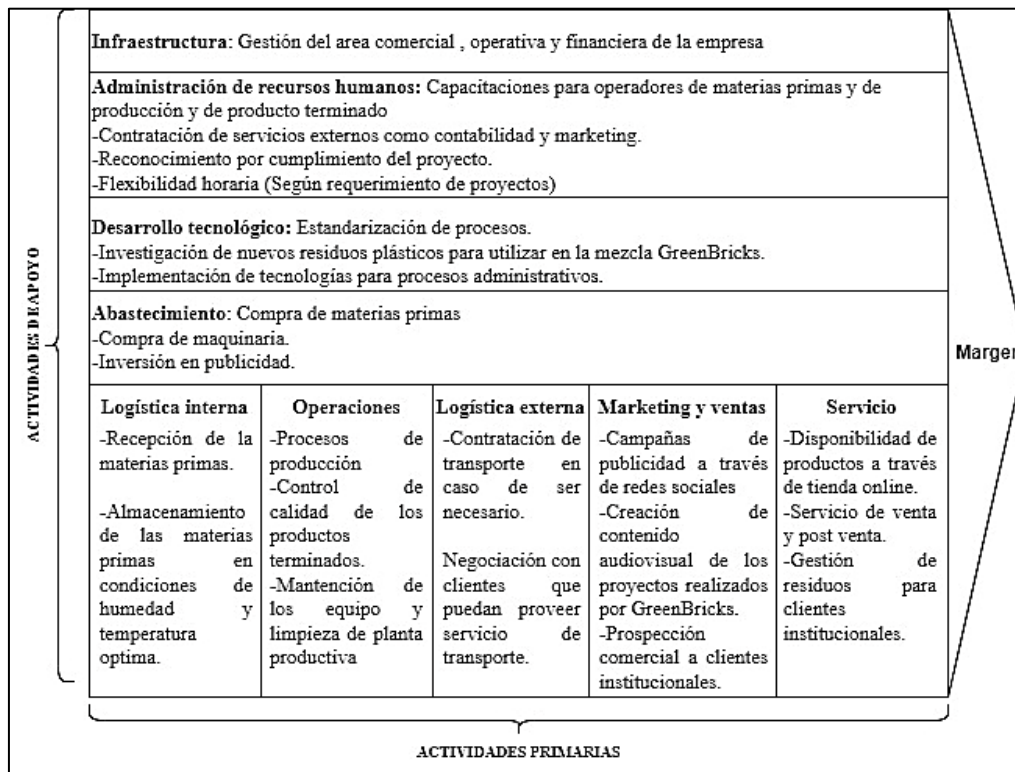 Infraestructura: Gestión del area comercial , operativa y financiera de la empresa
Administración de recursos humanos: Capacitaciones para operadores de materias primas y de
producción y de producto terminado
-Contratación de servicios externos como contabilidad y marketing.
-Reconocimiento por cumplimiento del proyecto.
-Flexibilidad horaria (Según requerimiento de proyectos)
Desarrollo tecnológico: Estandarización de procesos.
-Investigación de nuevos residuos plásticos para utilizar en la mezcla GreenBricks.
-Implementación de tecnologías para procesos administrativos.
Abastecimiento: Compra de materias primas
-Compra de maquinaria.
-Inversión en publicidad.
ACTIVIDADES DE APOYO
Margen
Logística interna
-Recepción de la
materias primas.
-Almacenamiento
de las materias
primas en
condiciones de
humedad y
temperatura
optima.
Operaciones
-Procesos de
producción
-Control de
calidad de los
productos
terminados.
-Mantención de
los equipo y
limpieza de planta
productiva
Logística externa
-Contratación de
transporte en
caso de ser
necesario.
Negociación con
clientes que
puedan proveer
servicio de
transporte.
Marketing y ventas
-Campañas de
publicidad a través
de redes sociales
-Creación de
contenido
audiovisual de los
proyectos realizados
por GreenBricks.
-Prospección
comercial a clientes
institucionales.
Servicio
-Disponibilidad de
productos a través
de tienda online.
-Servicio de venta
y post venta.
-Gestión de
residuos para
clientes
institucionales.
ACTIVIDADES PRIMARIAS